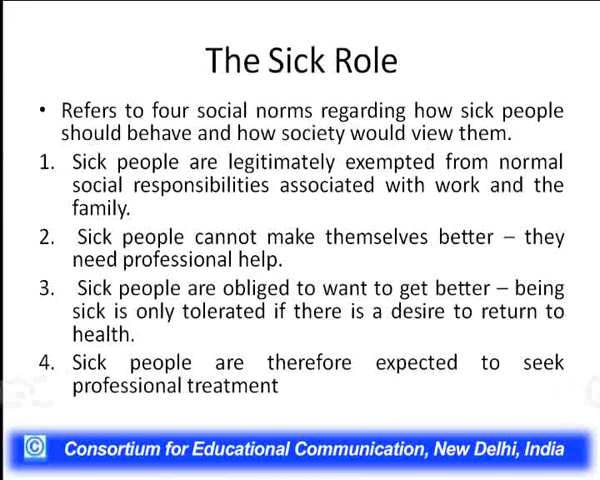 The Sick Role
• Refers to four social norms regarding how sick people
should behave and how society would view them.
1. Sick people are legitimately exempted from normal
social responsibilities associated with work and the
family.
2. Sick people cannot make themselves better – they
need professional help.
3. Sick people are obliged to want to get better – being
sick is only tolerated if there is a desire to return to
health.
4. Sick people are therefore expected to seek
professional treatment
© Consortium for Educational Communication, New Delhi, India